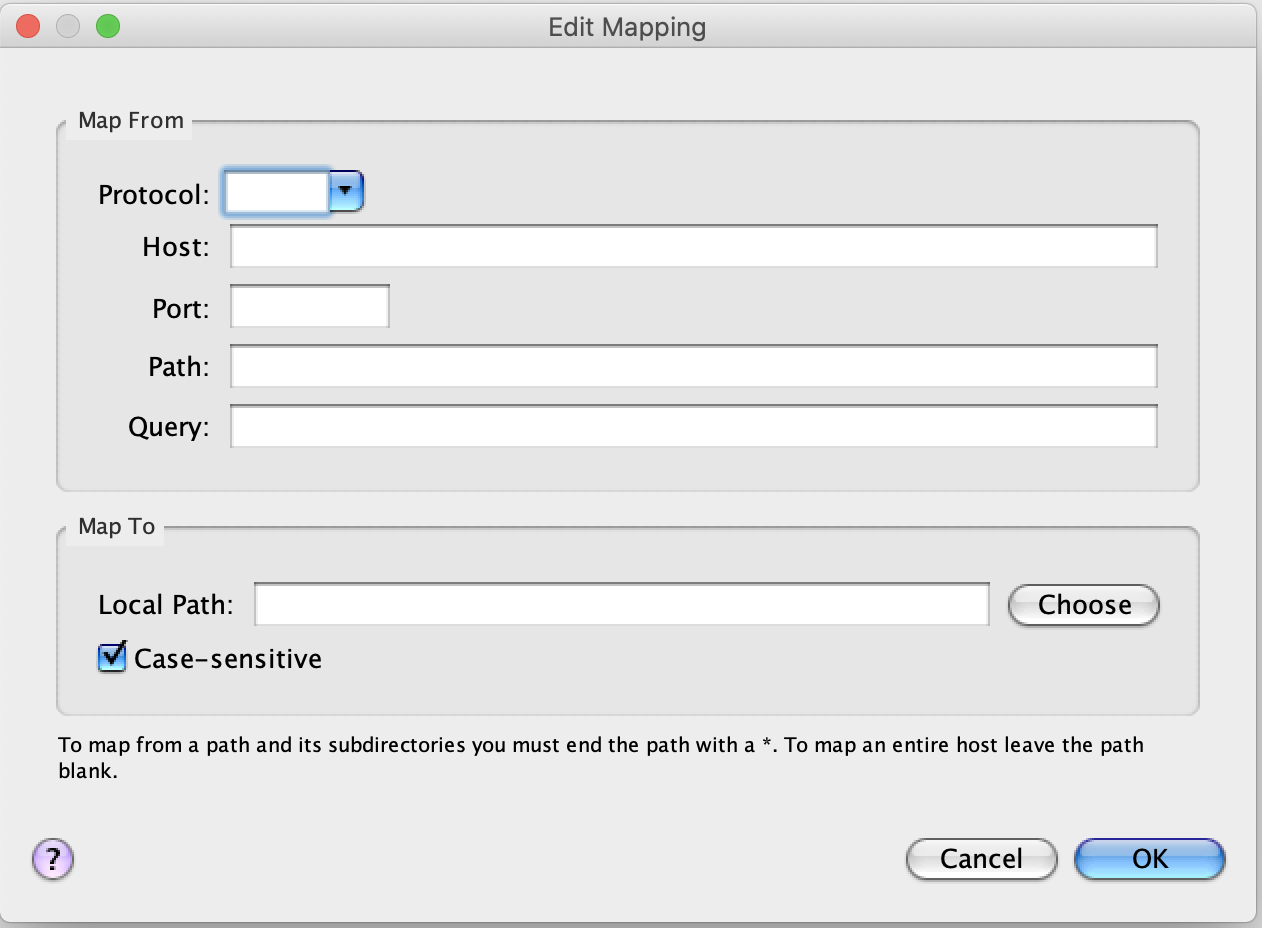 Edit Mapping
Map From
Protocol:
Host:
Port:
Path:
Query:
Map To
Local Path:
Choose
Case-sensitive
To map from a path and its subdirectories you must end the path with a *. To map an entire host leave the path
blank.
?
Cancel
OK